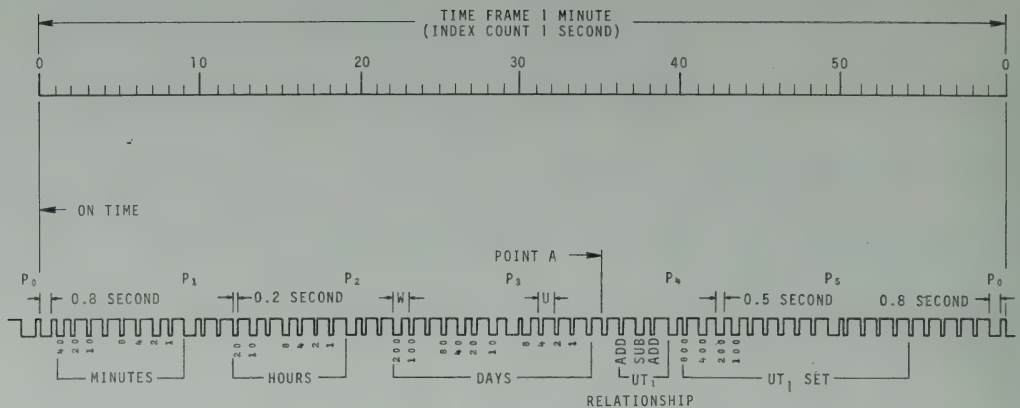 TIME FRAME 1 MINUTE
(INDEX COUNT 1 SECOND)
0 10 20 30 40 50 0
ON TIME
POINT A
P₀ P₁ P₂ P₃ P₄ P₅ P₀
0.8 SECOND 0.2 SECOND W U 0.5 SECOND 0.8 SECOND
40 20 10 8 4 2 1 20 10 8 4 2 1 200 100 80 40 20 10 8 4 2 1 ADD SUB ADD 800 400 200 100
MINUTES HOURS DAYS UT₁ UT₁ SET
RELATIONSHIP